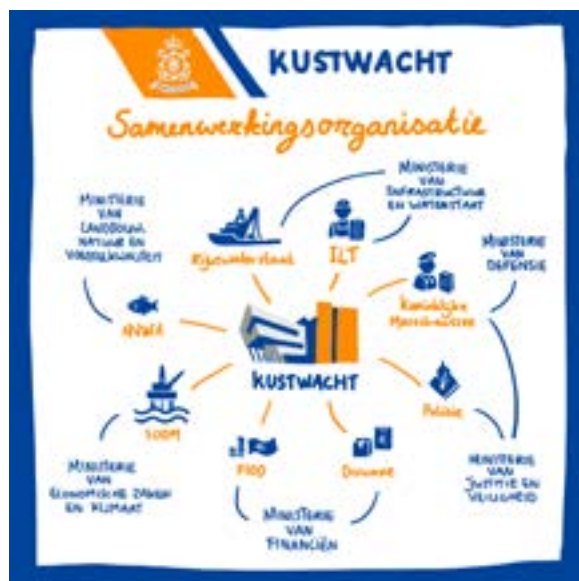 KUSTWACHT
Samenwerkingsorganisatie
MINISTERIE
VAN
INFRASTRUCTUUR
EN WATERSTAAT
MINISTERIE
VAN
LANDBOUW,
NATUUR EN
VOEDSELKWALITEIT
Rijkswaterstaat
ILT
MINISTERIE
VAN
DEFENSIE
Koninklijke
Marechaussee
NVWA
KUSTWACHT
Politie
SODM
FIOD
Douane
MINISTERIE
VAN
ECONOMISCHE ZAKEN
EN KLIMAAT
MINISTERIE
VAN
JUSTITIE EN
VEILIGHEID
MINISTERIE
VAN
FINANCIËN